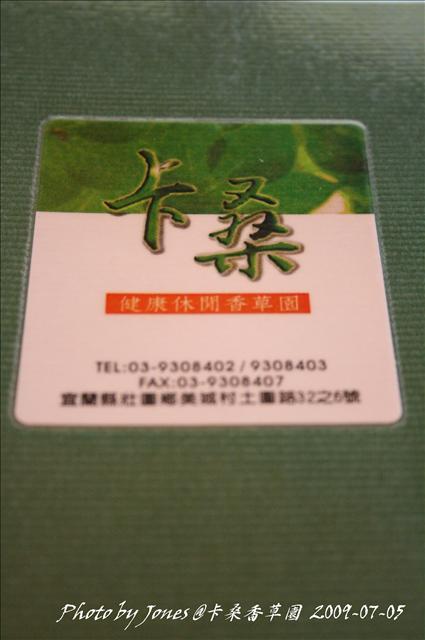 卡桑
健康休閒香草園
TEL:03-9308402/9308403
FAX:03-9308407
宜蘭縣壯圍鄉美城村土圍路32之6號
Photo by Jones @卡桑香草園 2009-07-05